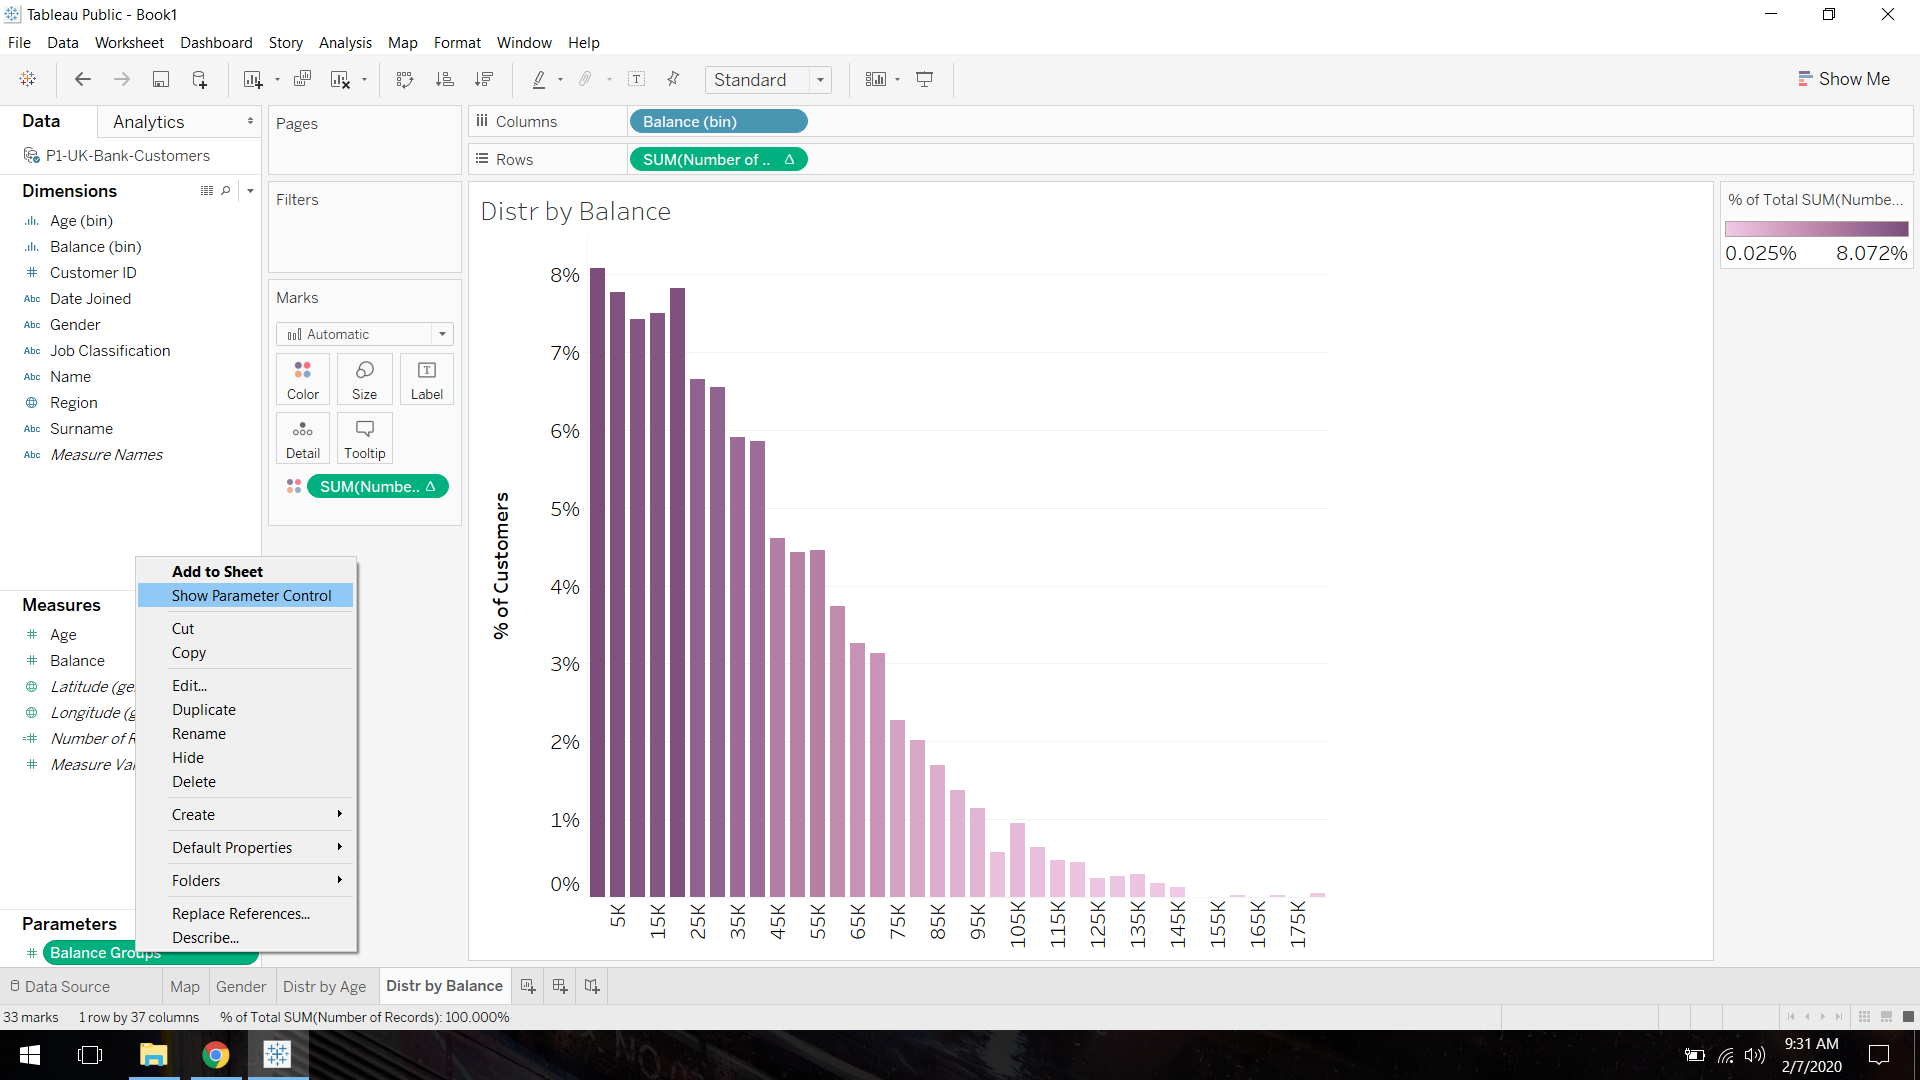 Tableau Public - Book1
File Data Worksheet Dashboard Story Analysis Map Format Window Help
Standard
Show Me
Data Analytics
P1-UK-Bank-Customers
Dimensions
Age (bin)
Balance (bin)
Customer ID
Date Joined
Gender
Job Classification
Name
Region
Surname
Measure Names
Measures
Age
Balance
Latitude (ge
Longitude (g
Number of R
Measure Val
Parameters
Balance Groups
Add to Sheet
Show Parameter Control
Cut
Copy
Edit...
Duplicate
Rename
Hide
Delete
Create
Default Properties
Folders
Replace References...
Describe...
Pages
Filters
Marks
Automatic
Color Size Label
Detail Tooltip
SUM(Numbe.. Δ
Columns Balance (bin)
Rows SUM(Number of .. Δ
Distr by Balance
% of Customers
8%
7%
6%
5%
4%
3%
2%
1%
0%
5K 15K 25K 35K 45K 55K 65K 75K 85K 95K 105K 115K 125K 135K 145K 155K 165K 175K
% of Total SUM(Numbe...
0.025% 8.072%
Data Source Map Gender Distr by Age Distr by Balance
33 marks 1 row by 37 columns % of Total SUM(Number of Records): 100.000%
9:31 AM
2/7/2020